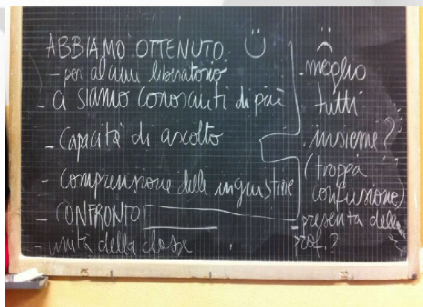 ABBIAMO OTTENUTO
- per alcuni liberatorio
- ci siamo conosciuti di più
- Capacità di ascolto
- Comprensione delle ingiustizie
- CONFRONTO
- unità della classe
- meglio
tutti
insieme?
(troppa
confusione)
- presenza della
prof.?